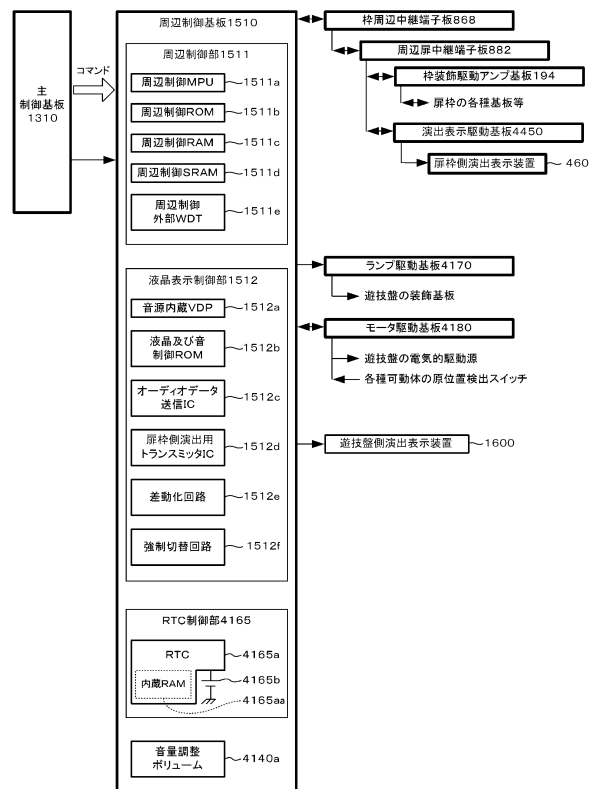 主
制御基板
1310
コマンド
周辺制御基板1510
周辺制御部1511
周辺制御MPU
1511a
周辺制御ROM
1511b
周辺制御RAM
1511c
周辺制御SRAM
1511d
周辺制御
外部WDT
1511e
液晶表示制御部1512
音源内蔵VDP
1512a
液晶及び音
制御ROM
1512b
オーディオデータ
送信IC
1512c
扉枠側演出用
トランスミッタIC
1512d
差動化回路
1512e
強制切替回路
1512f
RTC制御部4165
RTC
4165a
内蔵RAM
4165b
4165aa
音量調整
ボリューム
4140a
枠周辺中継端子板868
周辺扉中継端子板882
枠装飾駆動アンプ基板194
扉枠の各種基板等
演出表示駆動基板4450
扉枠側演出表示装置
460
ランプ駆動基板4170
遊技盤の装飾基板
モータ駆動基板4180
遊技盤の電気的駆動源
各種可動体の原位置検出スイッチ
遊技盤側演出表示装置
1600